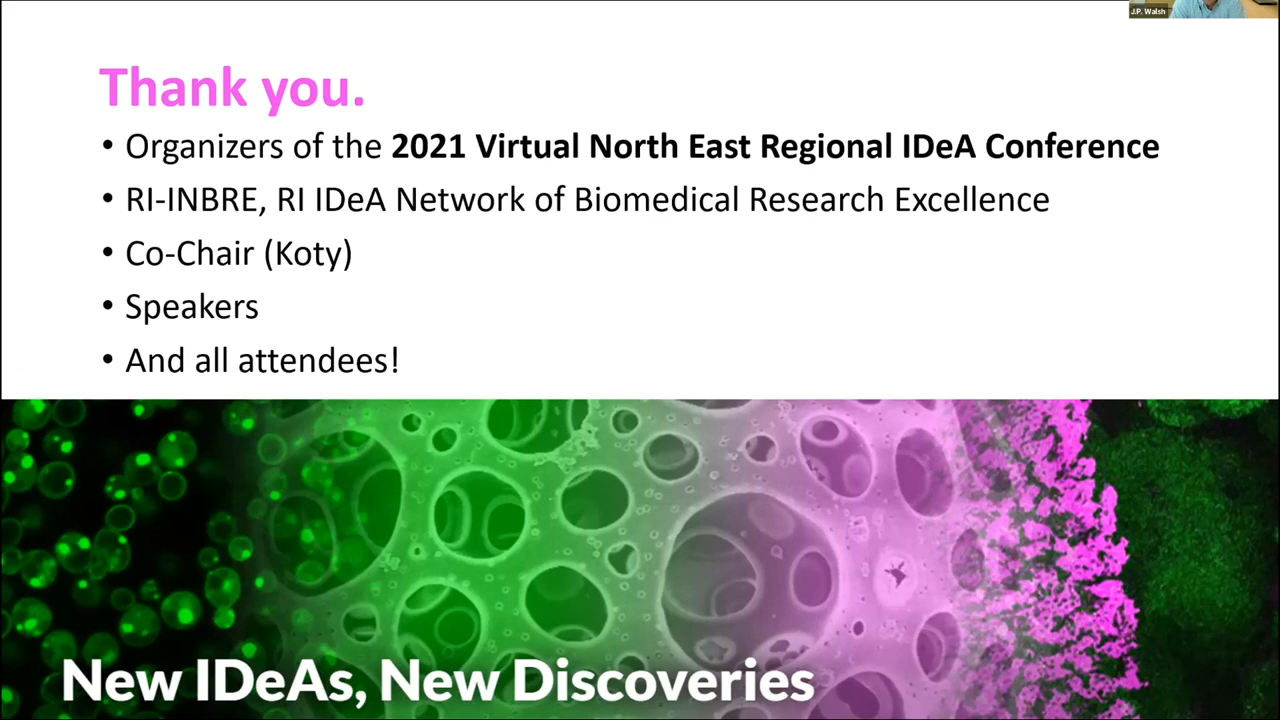 J.P. Walsh
Thank you.
• Organizers of the 2021 Virtual North East Regional IDeA Conference
• RI-INBRE, RI IDeA Network of Biomedical Research Excellence
• Co-Chair (Koty)
• Speakers
• And all attendees!
New IDeAs, New Discoveries